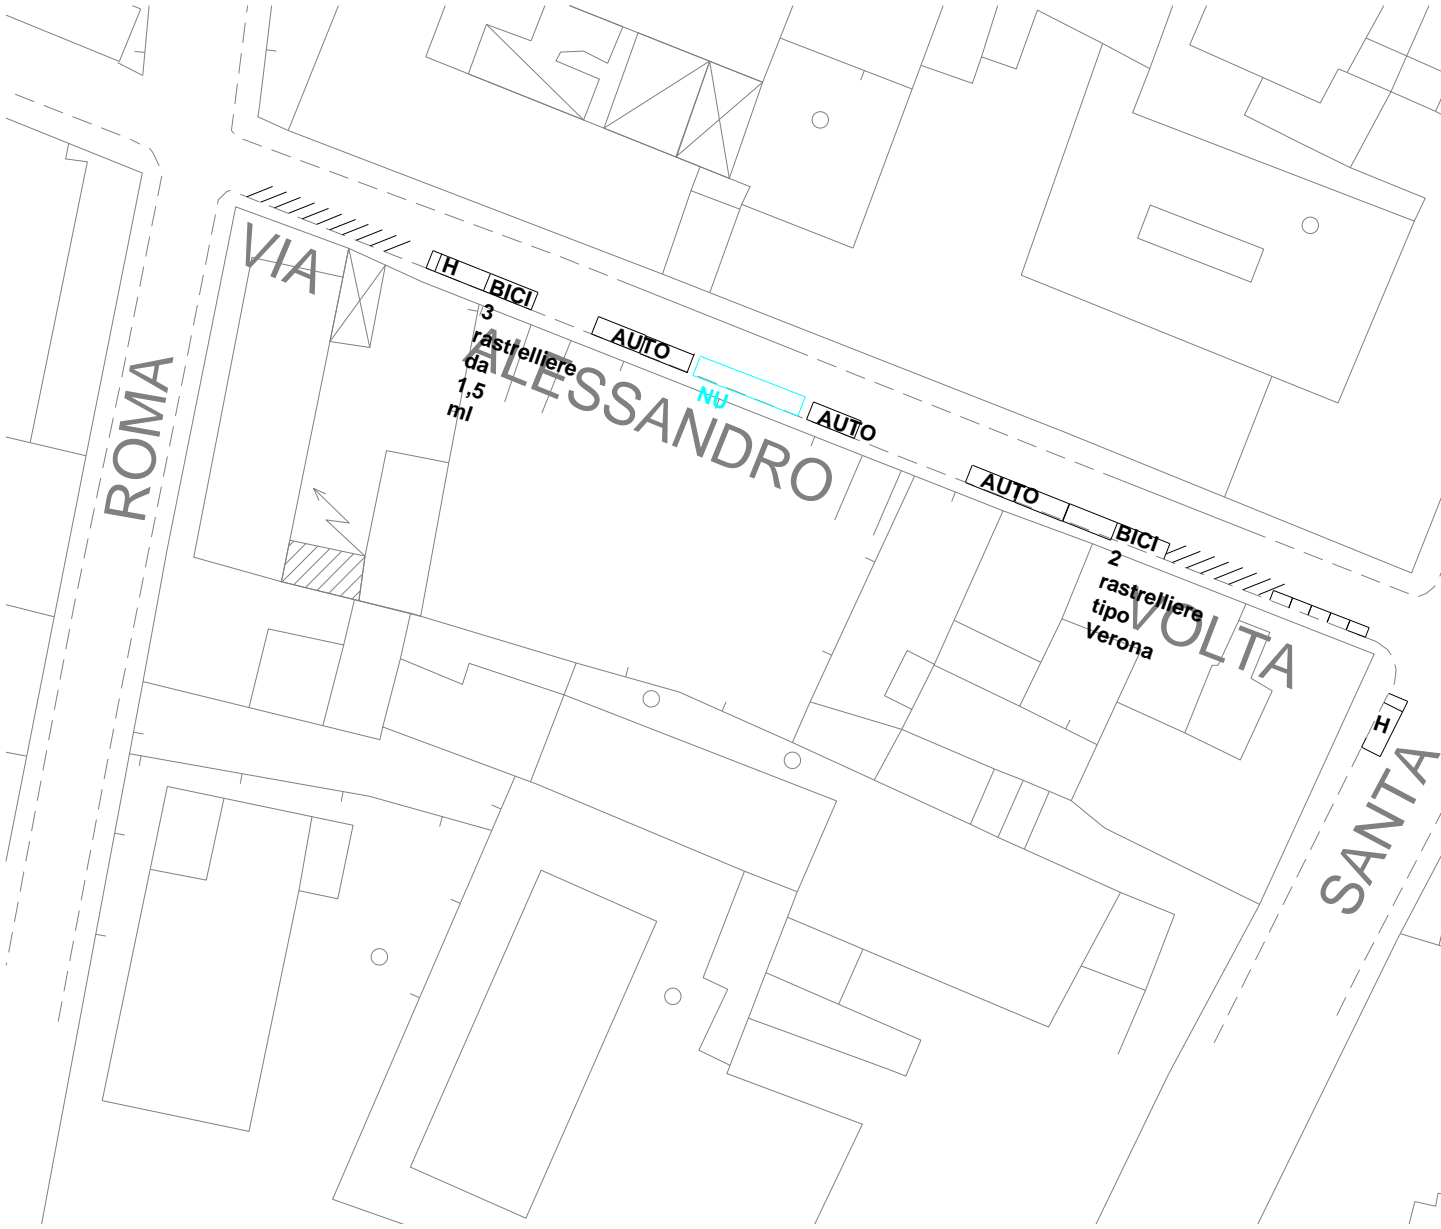 VIA
ALESSANDRO
VOLTA
ROMA
SANTA
H
BICI
3
rastrelliere
da
1,5
ml
AUTO
NU
AUTO
AUTO
BICI
2
rastrelliere
tipo
Verona
H